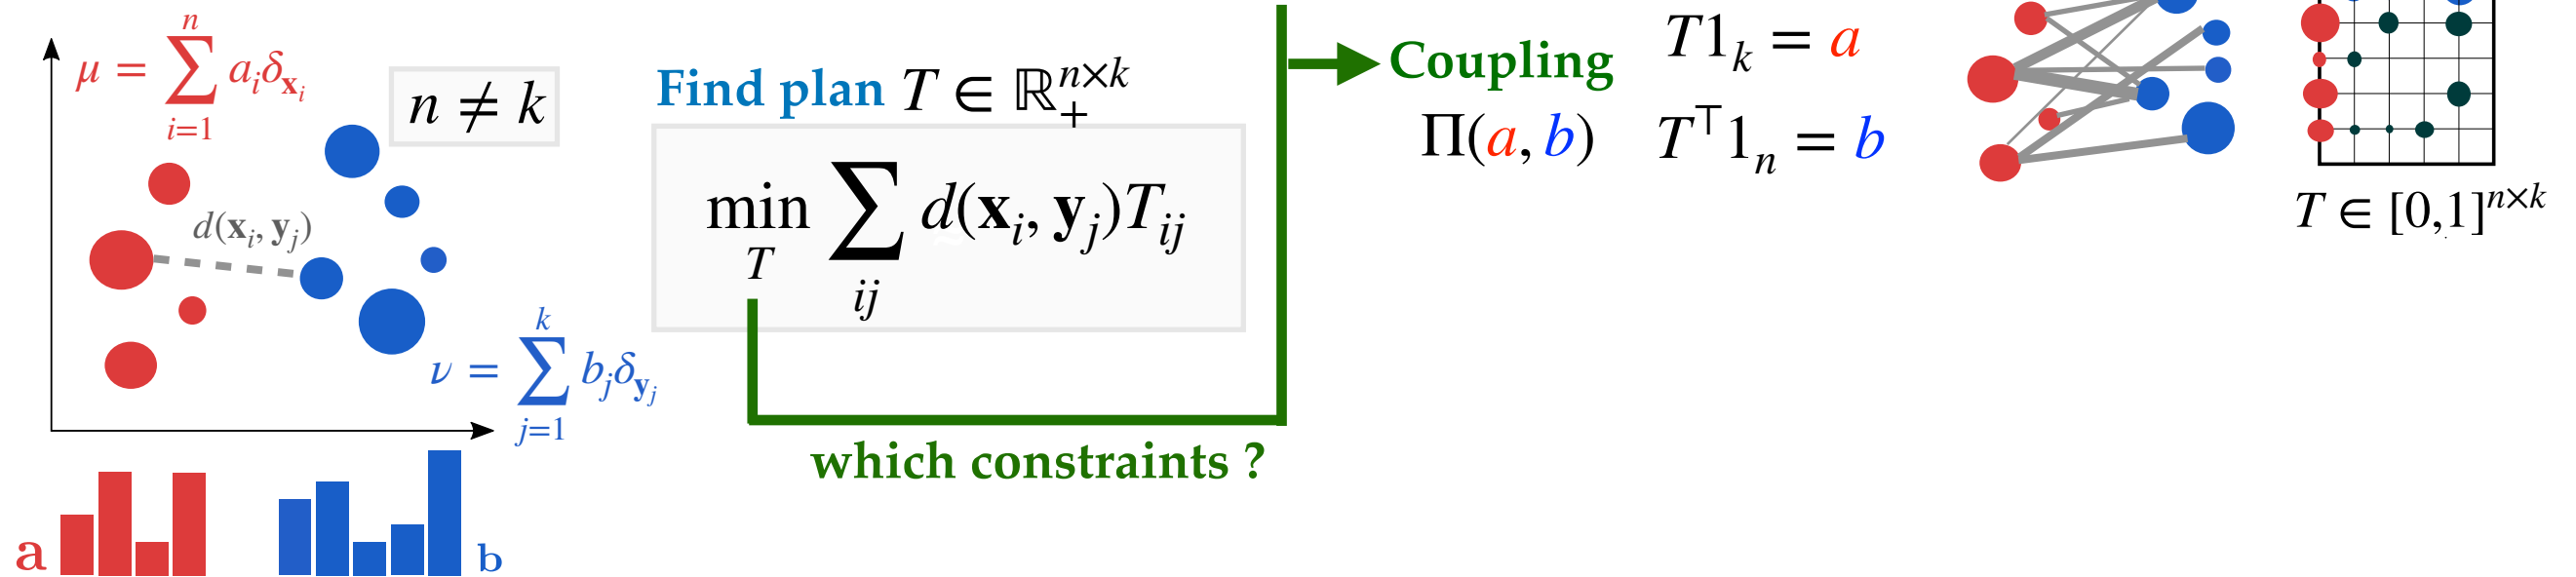 μ = ∑_{i=1}^{n} a_i δ_{𝐱_i}
n ≠ k
d(𝐱_i, 𝐲_j)
ν = ∑_{j=1}^{k} b_j δ_{𝐲_j}
a
b
Find plan T ∈ ℝ_+^{n×k}
min_T ∑_{ij} d(𝐱_i, 𝐲_j)T_{ij}
which constraints ?
Coupling
Π(a, b)
T1_k = a
T^⊤1_n = b
T ∈ [0,1]^{n×k}